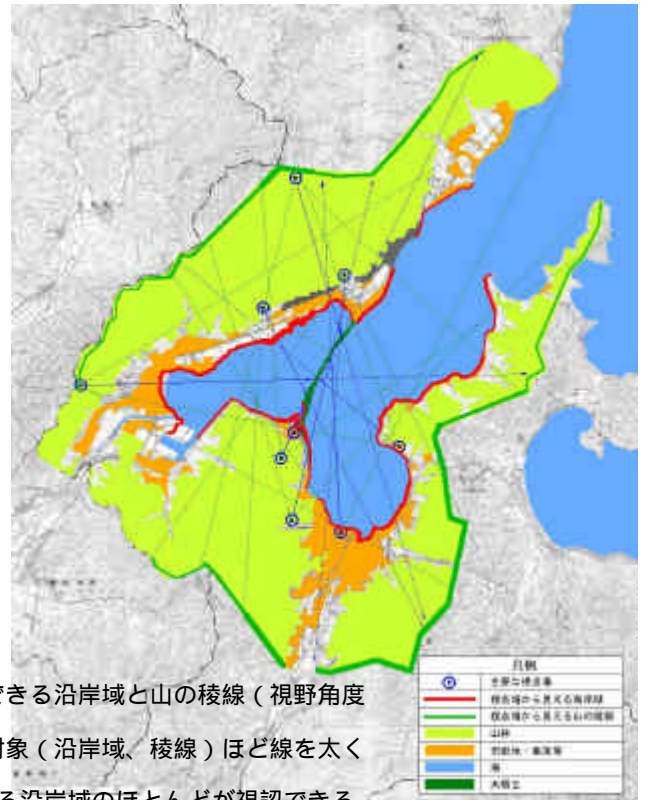 できる沿岸域と山の稜線（視野角度
対象（沿岸域、稜線）ほど線を太く
る沿岸域のほとんどが視認できる
凡例
主要な視点場
視点場から見える海岸域
視点場から見える山の稜線
山林
市街地・集落等
海
天橋立